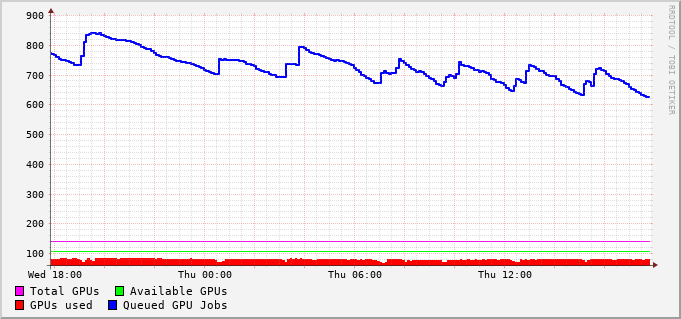 900
800
700
600
500
400
300
200
100
Wed 18:00 Thu 00:00 Thu 06:00 Thu 12:00
Total GPUs Available GPUs
GPUs used Queued GPU Jobs
RRDTOOL / TOBI OETIKER